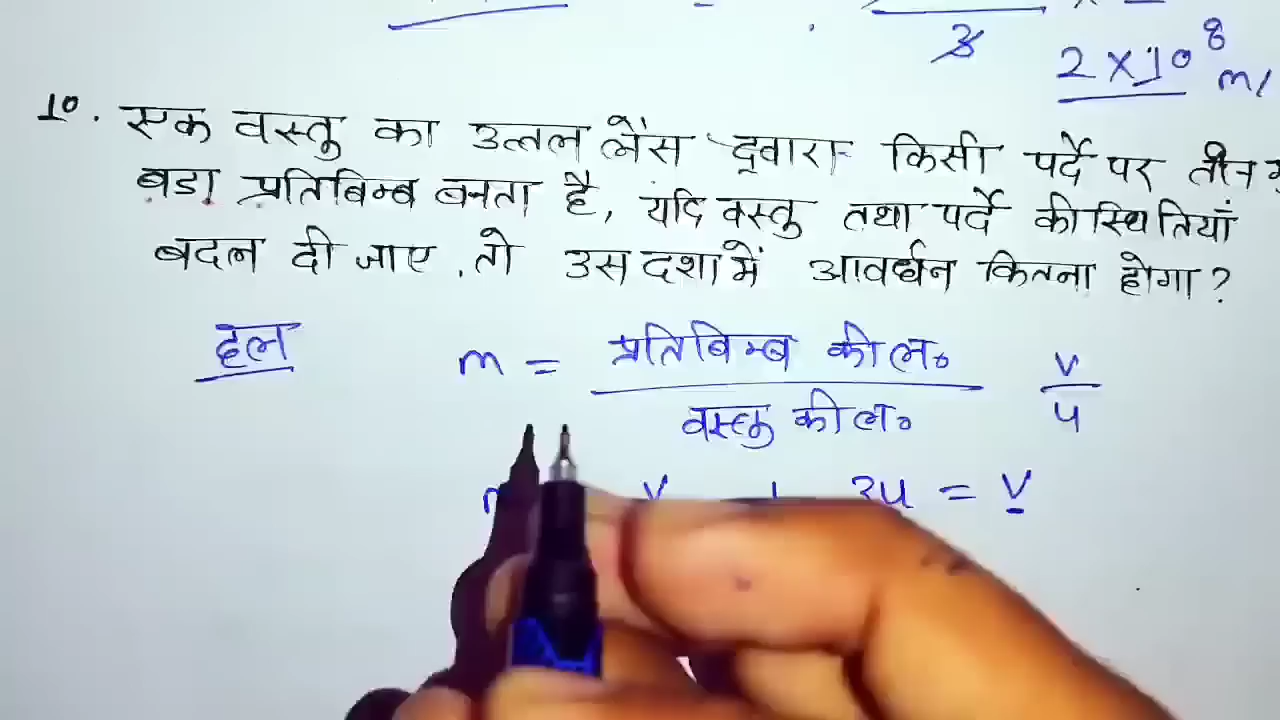 3
2 × 10⁸ m/
10. एक वस्तु का उत्तल लैंस द्वारा किसी पर्दे पर तीन
बडा प्रतिबिम्ब बनता है, यदि वस्तु तथा पर्दे की स्थितियाँ
बदल दी जाए, तो उस दशा में आवर्धन कितना होगा?
हल
m = प्रतिबिम्ब की ल० v
वस्तु की ल० u
v 3u = v